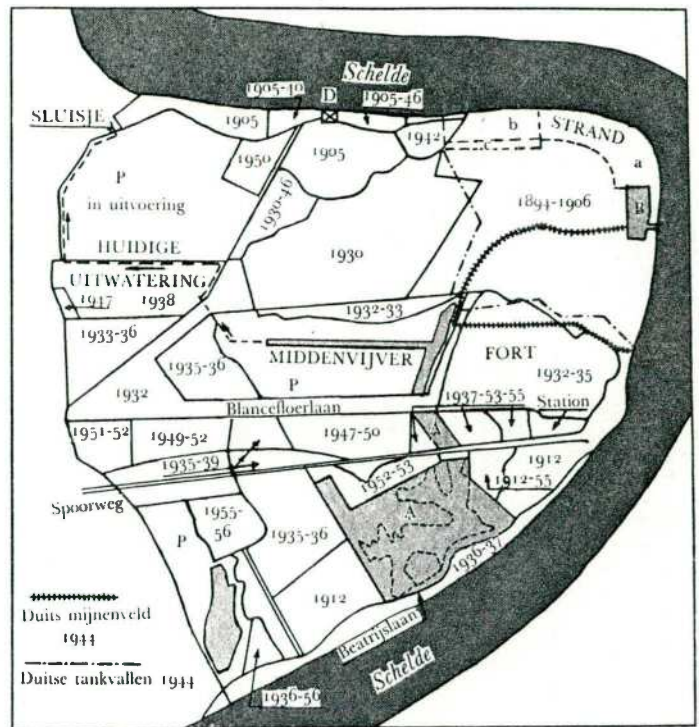 Schelde
1905-40
D
1905-46
SLUISJE
1905
1942
b
STRAND
c
a
1950
1905
P
in uitvoering
B
1894-1906
1930-46
HUIDIGE
1930
UITWATERING
1947
1938
1932-33
1933-36
MIDDENVIJVER
FORT
1935-36
1932-35
P
1932
Blancefloerlaan
1937-53-55
Station
1951-52
1949-52
1947-50
1935-39
1912
1952-53
1912-55
Spoorweg
A
1955-
56
P
1935-36
1936-37
1912
Duits mijnenveld
1944
Beatrijslaan
Schelde
Duitse tankvallen 1944
1936-56